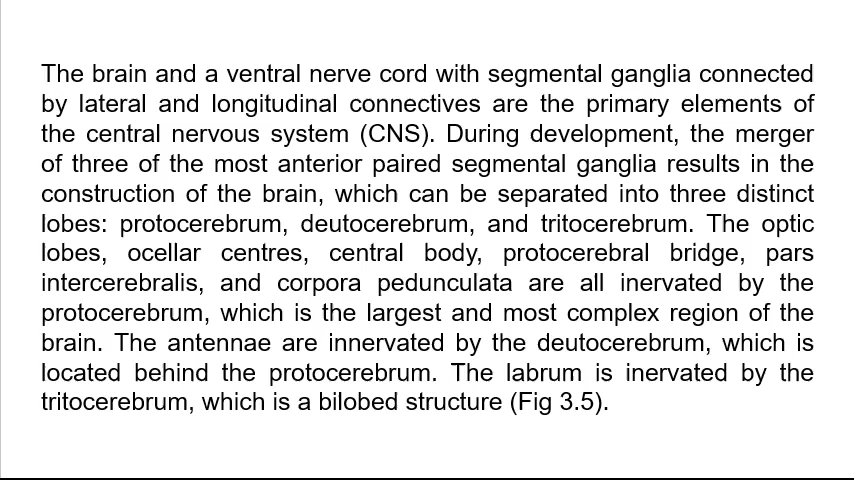 The brain and a ventral nerve cord with segmental ganglia connected
by lateral and longitudinal connectives are the primary elements of
the central nervous system (CNS). During development, the merger
of three of the most anterior paired segmental ganglia results in the
construction of the brain, which can be separated into three distinct
lobes: protocerebrum, deutocerebrum, and tritocerebrum. The optic
lobes, ocellar centres, central body, protocerebral bridge, pars
intercerebralis, and corpora pedunculata are all inervated by the
protocerebrum, which is the largest and most complex region of the
brain. The antennae are innervated by the deutocerebrum, which is
located behind the protocerebrum. The labrum is inervated by the
tritocerebrum, which is a bilobed structure (Fig 3.5).